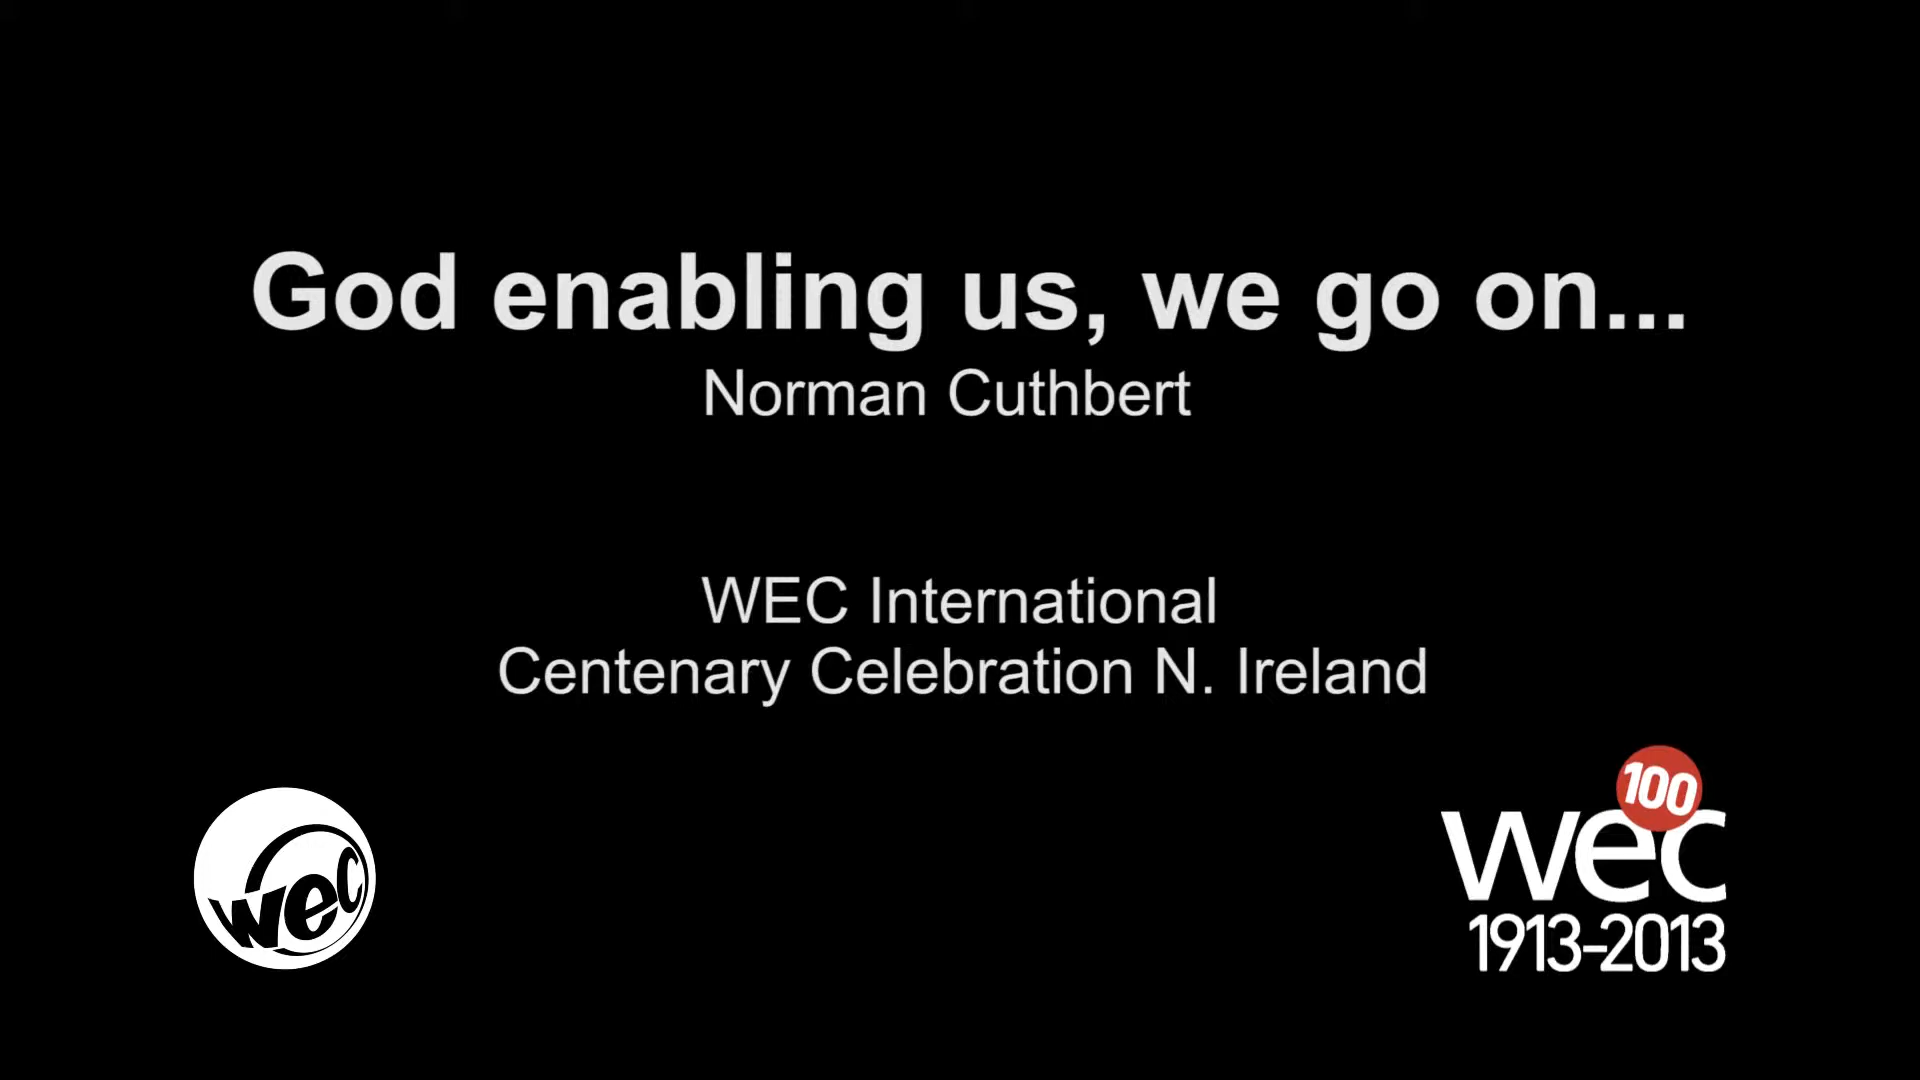 God enabling us, we go on...
Norman Cuthbert
WEC International
Centenary Celebration N. Ireland
wec
100
wec
1913-2013